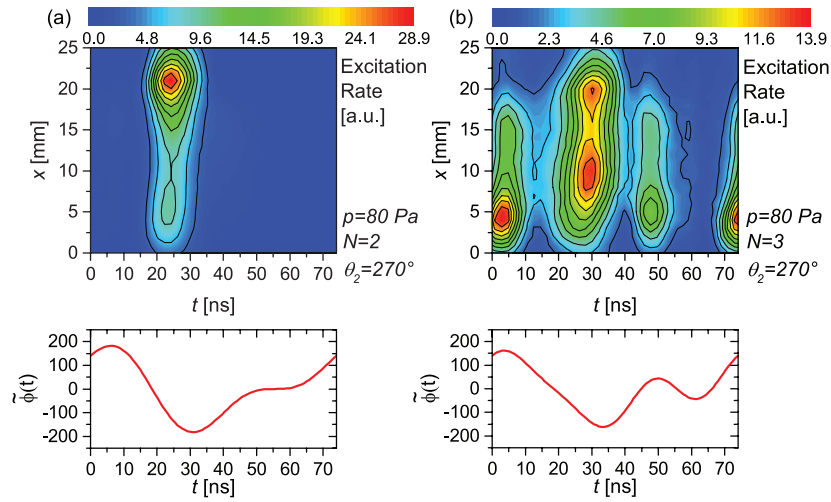 (a)
0.0 4.8 9.6 14.5 19.3 24.1 28.9
25
20
15
10
5
0
x [mm]
Excitation
Rate
[a.u.]
p=80 Pa
N=2
θ2=270°
0 10 20 30 40 50 60 70
t [ns]
200
100
0
-100
-200
ϕ̃(t)
0 10 20 30 40 50 60 70
t [ns]
(b)
0.0 2.3 4.6 7.0 9.3 11.6 13.9
25
20
15
10
5
0
x [mm]
Excitation
Rate
[a.u.]
p=80 Pa
N=3
θ2=270°
0 10 20 30 40 50 60 70
t [ns]
200
100
0
-100
-200
ϕ̃(t)
0 10 20 30 40 50 60 70
t [ns]